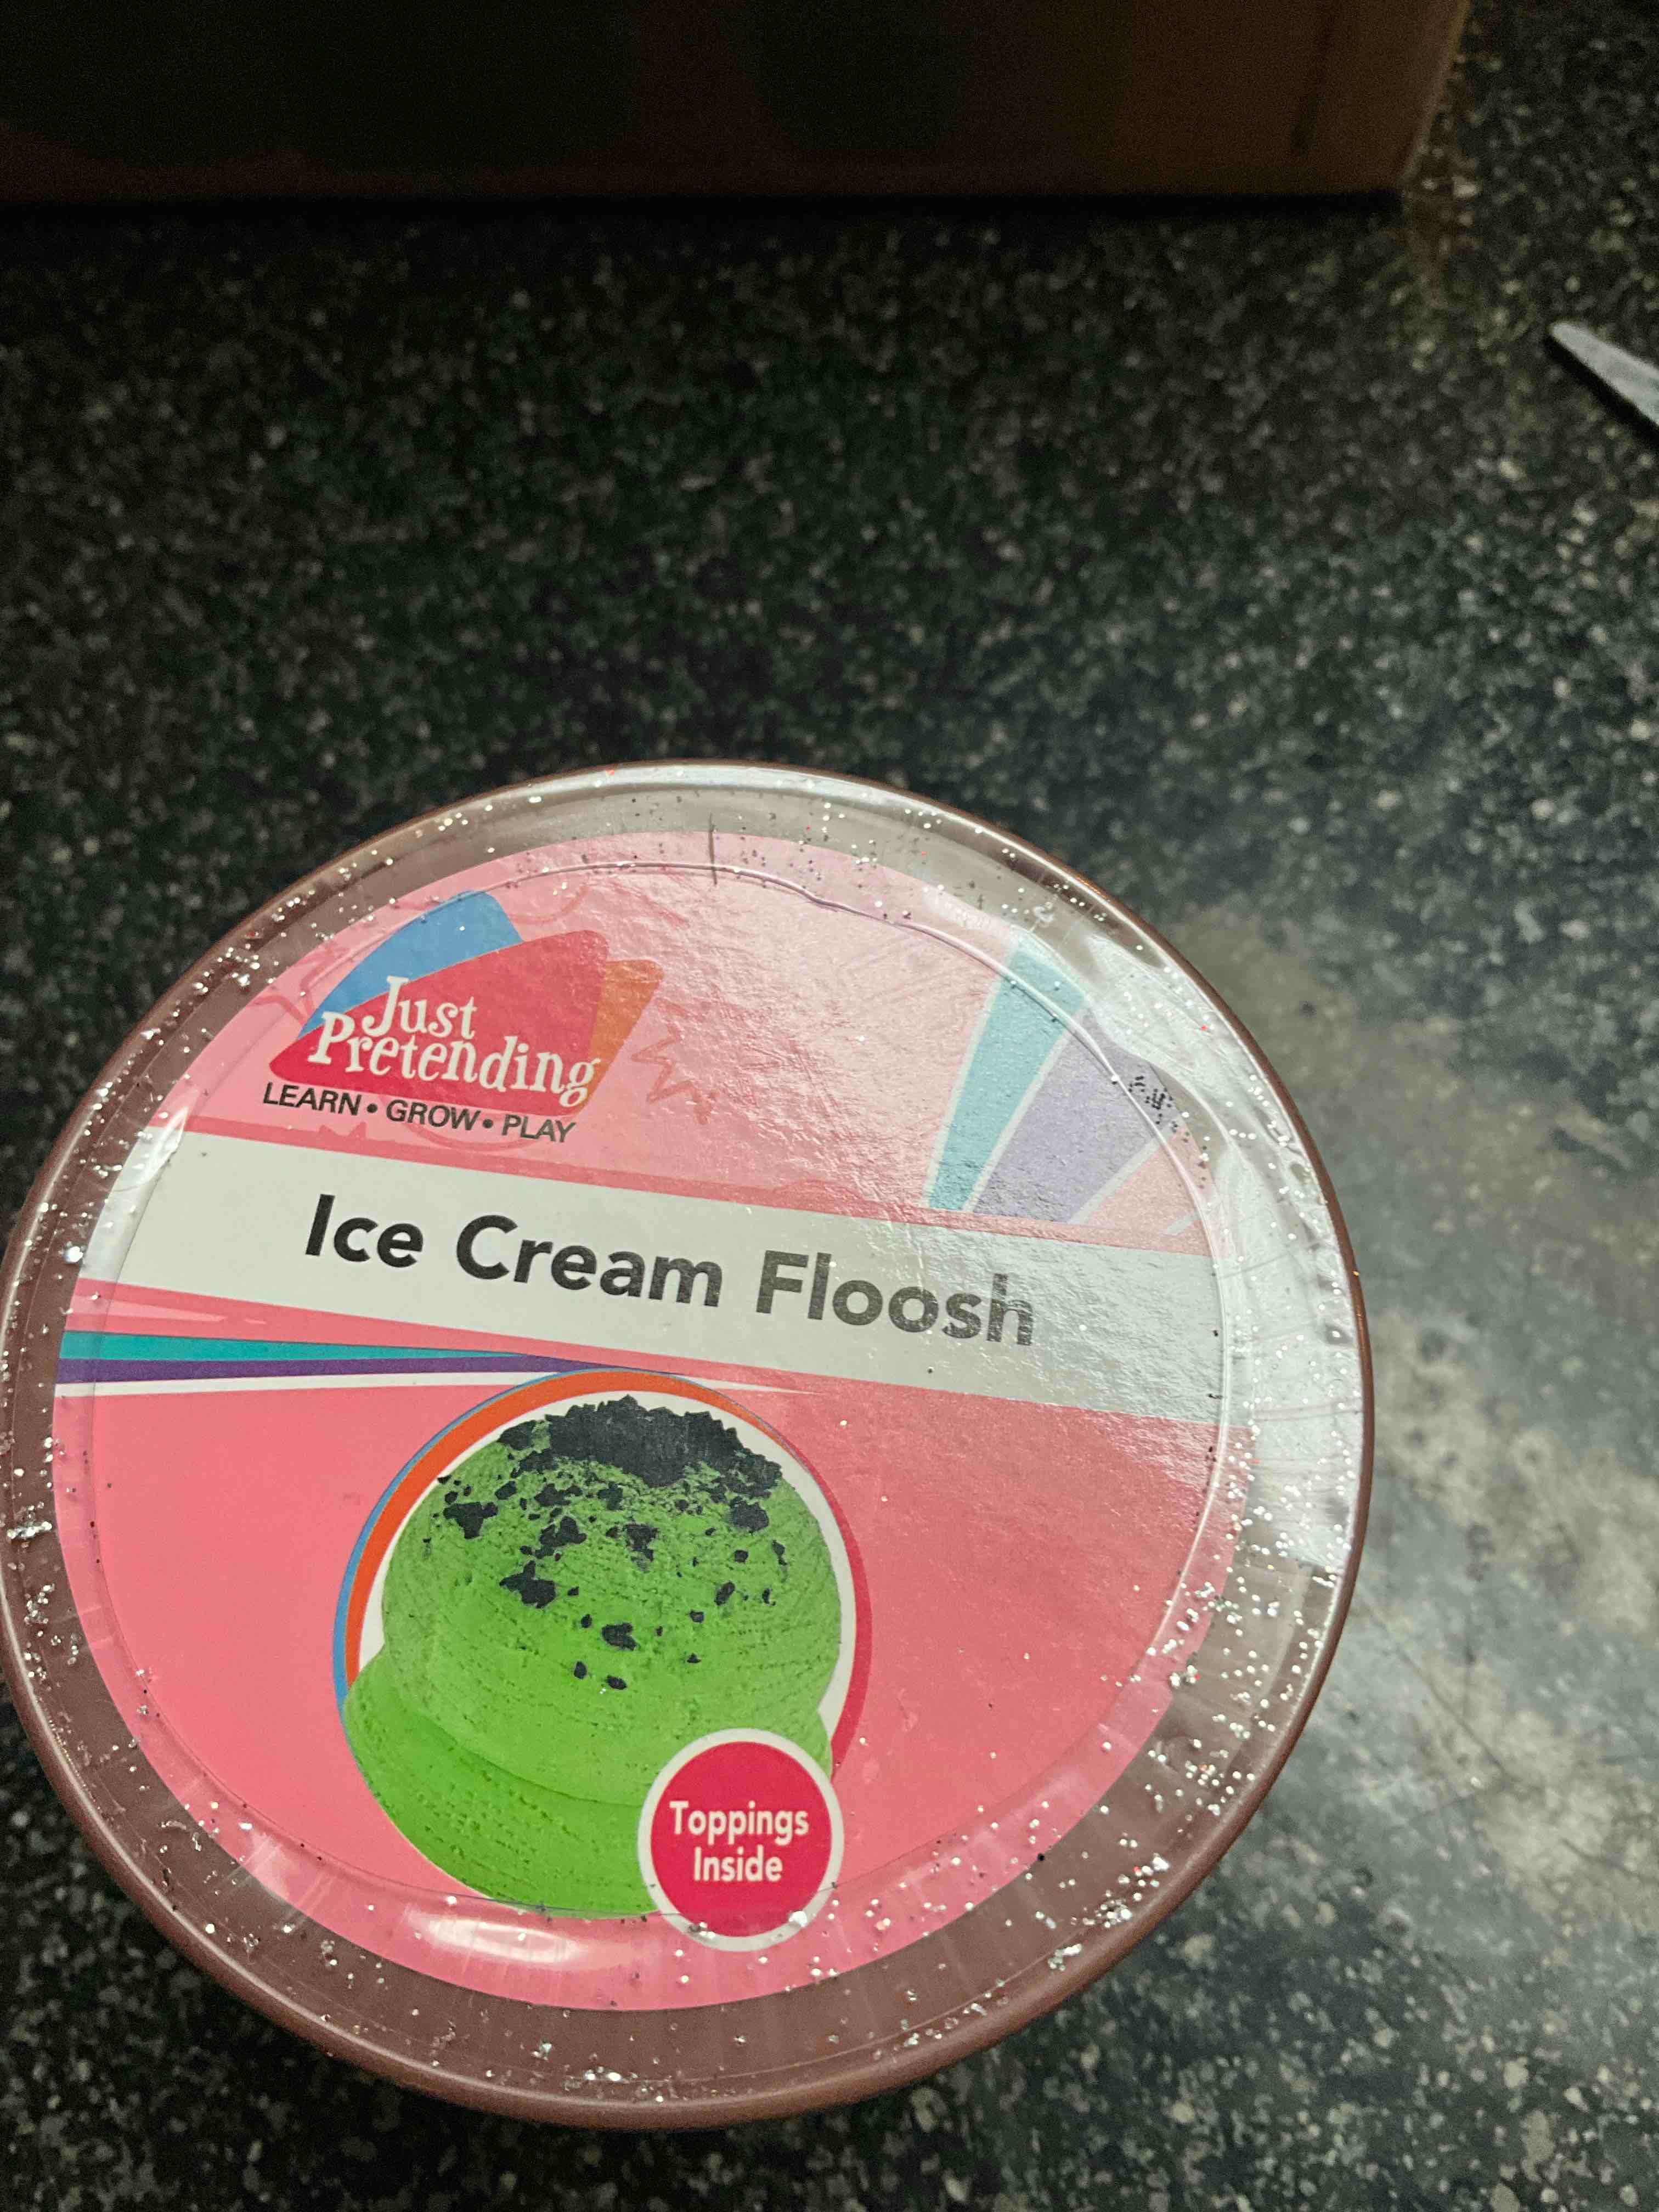 Just
Pretending
LEARN • GROW • PLAY
Ice Cream Floosh
Toppings
Inside